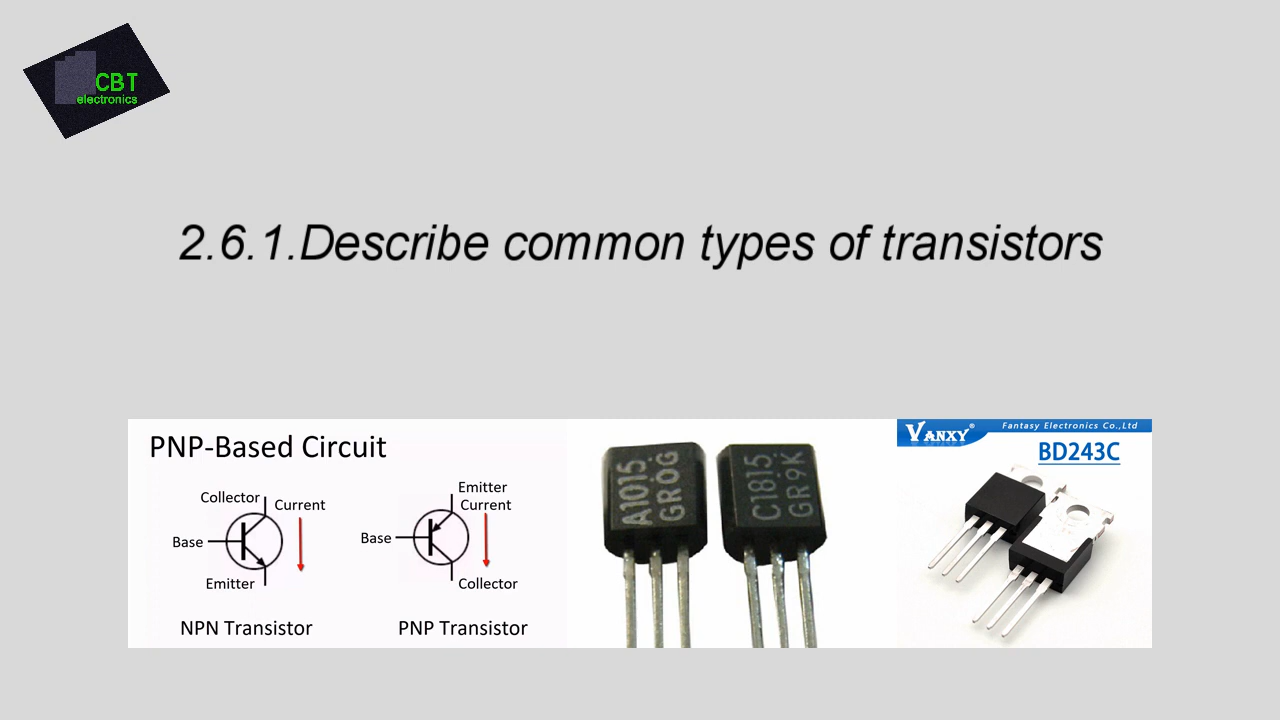 CBT
electronics
2.6.1.Describe common types of transistors
PNP-Based Circuit
Collector
Current
Base
Emitter
NPN Transistor
Emitter
Current
Base
Collector
PNP Transistor
A1015
GR0G
C1815
GR9K
VANXY®
Fantasy Electronics Co.,Ltd
BD243C